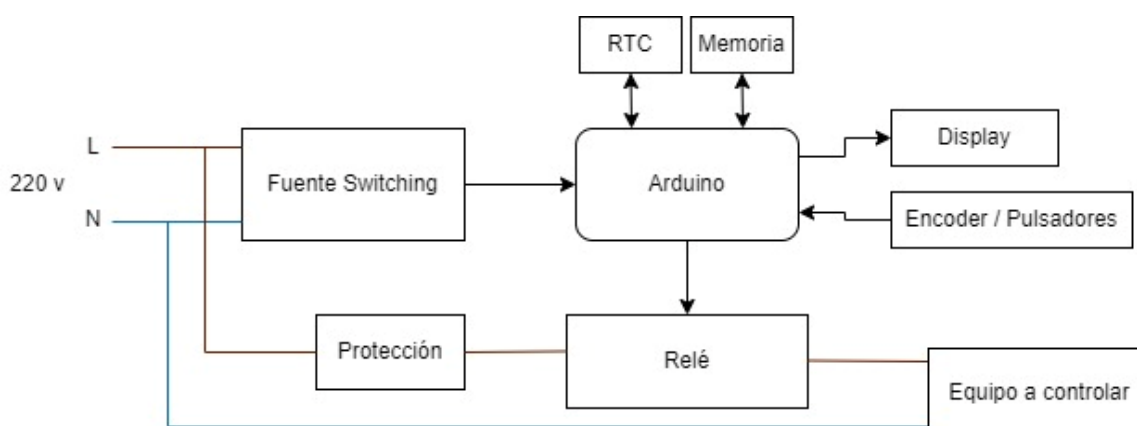 RTC
Memoria
L
220 v
N
Fuente Switching
Arduino
Display
Encoder / Pulsadores
Protección
Relé
Equipo a controlar